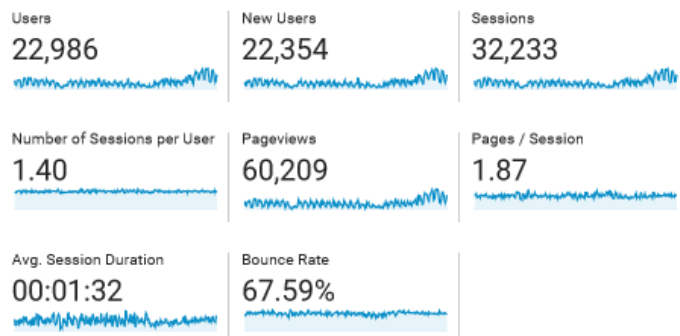 Users
22,986
New Users
22,354
Sessions
32,233
Number of Sessions per User
1.40
Pageviews
60,209
Pages / Session
1.87
Avg. Session Duration
00:01:32
Bounce Rate
67.59%